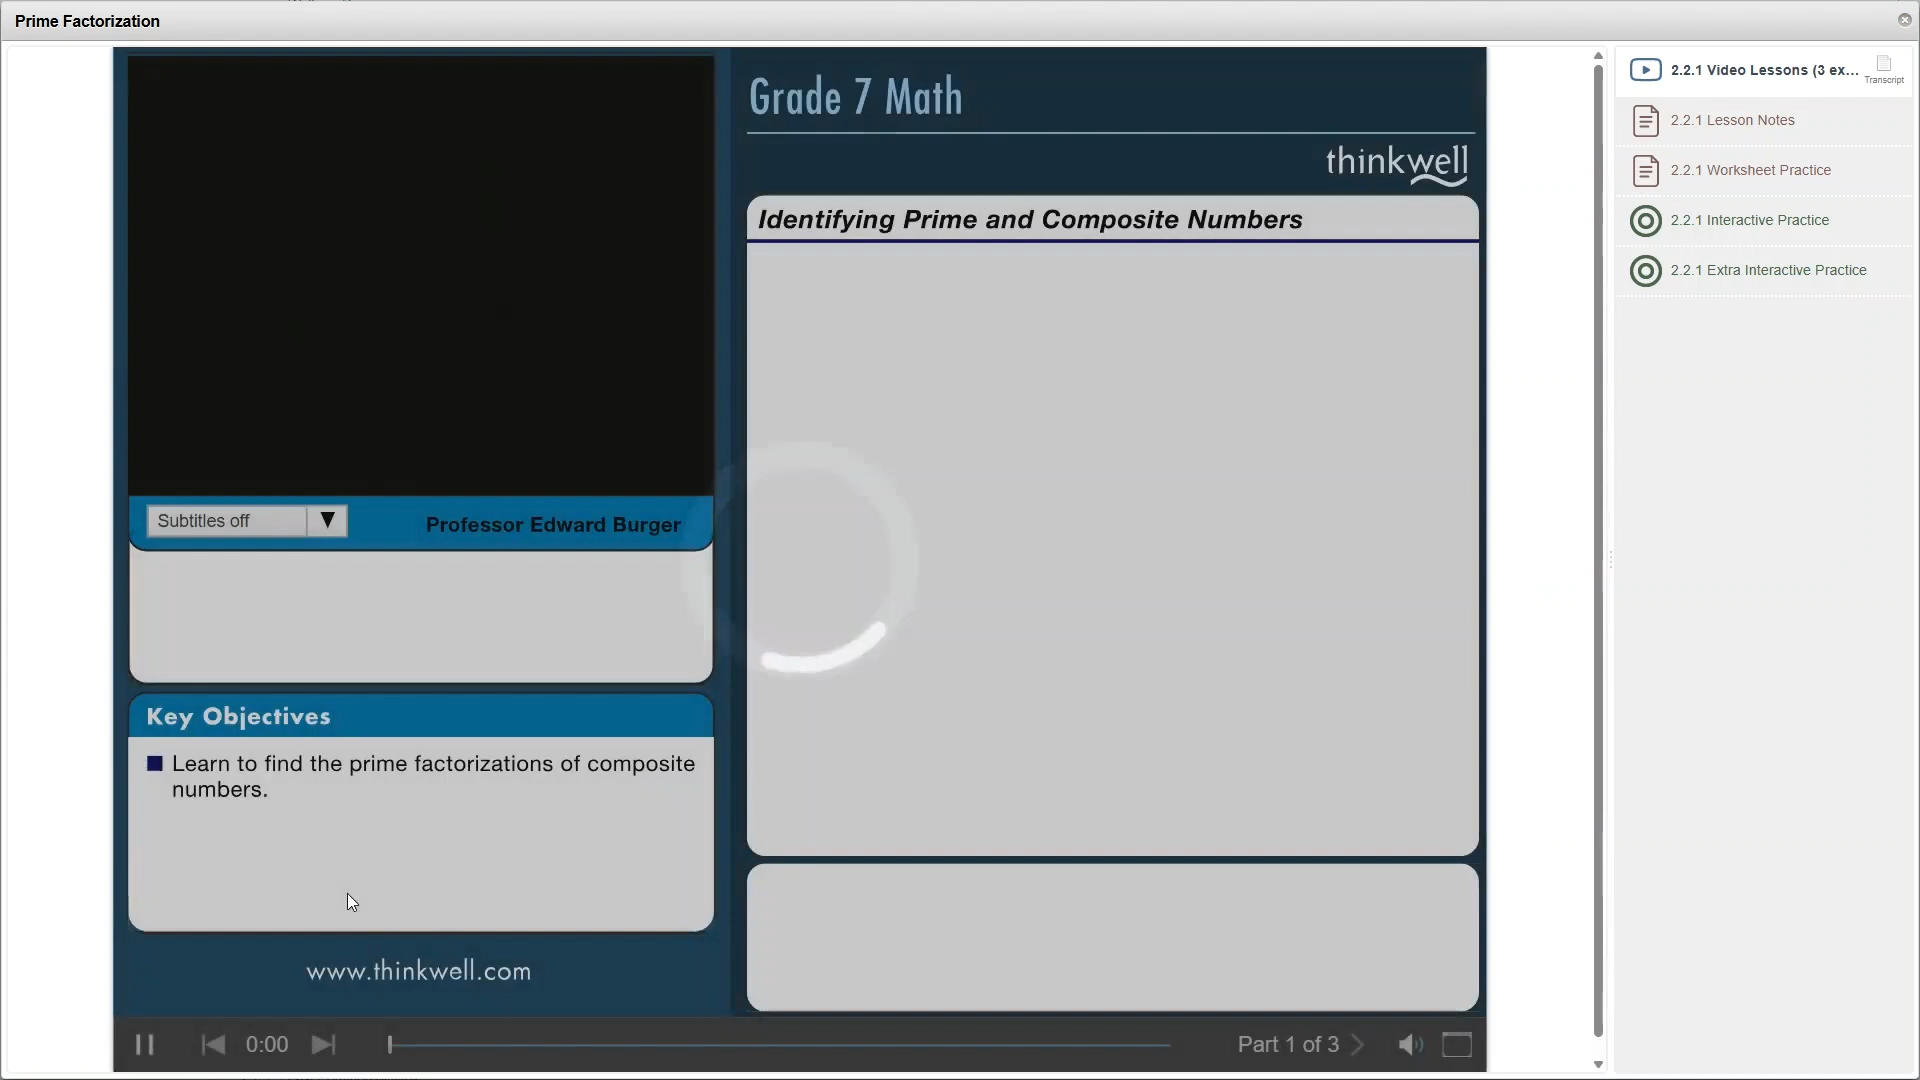 Prime Factorization
Grade 7 Math
thinkwell
Identifying Prime and Composite Numbers
Subtitles off
Professor Edward Burger
Key Objectives
Learn to find the prime factorizations of composite
numbers.
www.thinkwell.com
0:00
Part 1 of 3
2.2.1 Video Lessons (3 ex...
Transcript
2.2.1 Lesson Notes
2.2.1 Worksheet Practice
2.2.1 Interactive Practice
2.2.1 Extra Interactive Practice